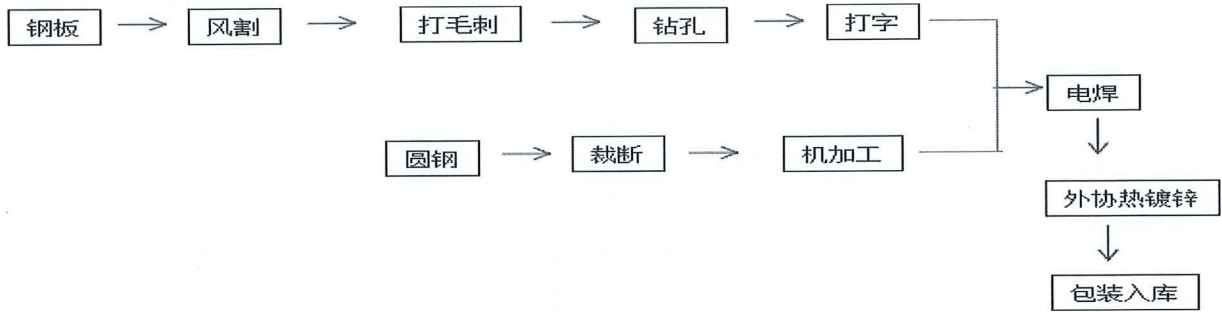 钢板 风割 打毛刺 钻孔 打字
电焊
圆钢 裁断 机加工
外协热镀锌
包装入库